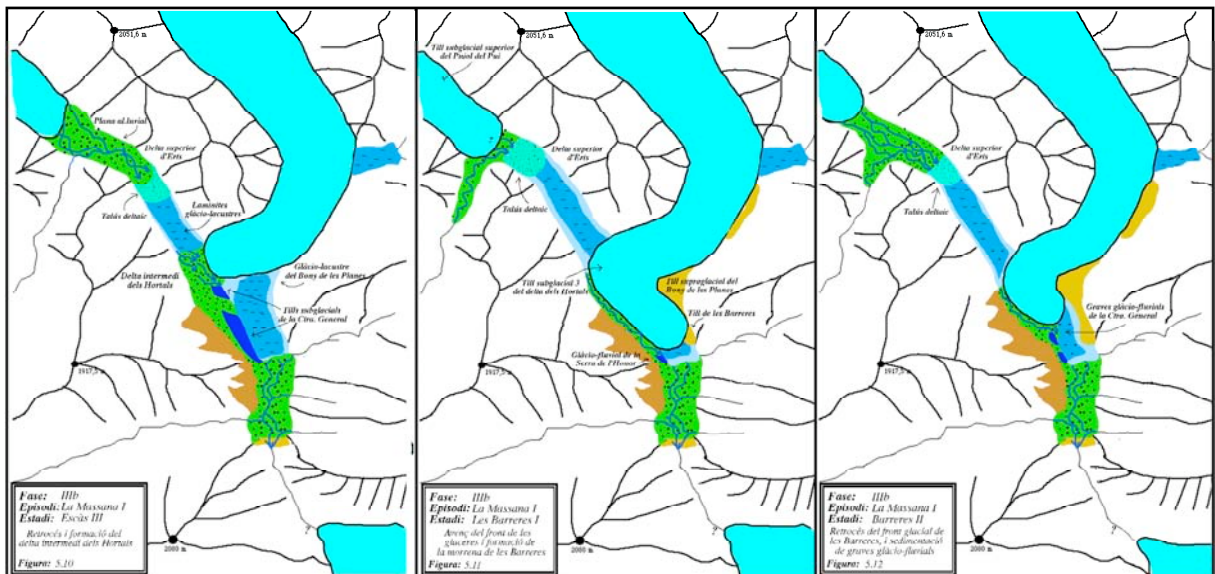 2051,6 m
Plana al.luvial
Delta superior
d'Erts
Talús deltaic
Laminites
glàcio-lacustres
Delta intermedi
dels Hortals
Glàcio-lacustre
del Bony de les Planes
Tills subglacials
de la Ctra. General
1917,5 m
2000 m
?
Fase: IIIb
Episodi: La Massana I
Estadi: Escàs III
Retrocés i formació del
delta intermedi dels Hortals
Figura: 5.10
2051,6 m
Till subglacial superior
del Puiol del Pui
Delta superior
d'Erts
Talús deltaic
Till subglacial 3
del delta dels Hortals
Till supraglacial del
Bony de les Planes
Till de les Barreres
Glàcio-fluvial de la
Serra de l'Honor
1917,5 m
2000 m
?
Fase: IIIb
Episodi: La Massana I
Estadi: Les Barreres I
Avenç del front de les
glaceres i formació de
la morrena de les Barreres
Figura: 5.11
2051,6 m
Delta superior
d'Erts
Talús deltaic
Graves glàcio-fluvials
de la Ctra. General
1917,5 m
2000 m
?
Fase: IIIb
Episodi: La Massana I
Estadi: Barreres II
Retrocés del front glacial de
les Barreres, i sedimentació
de graves glàcio-fluvials
Figura: 5.12